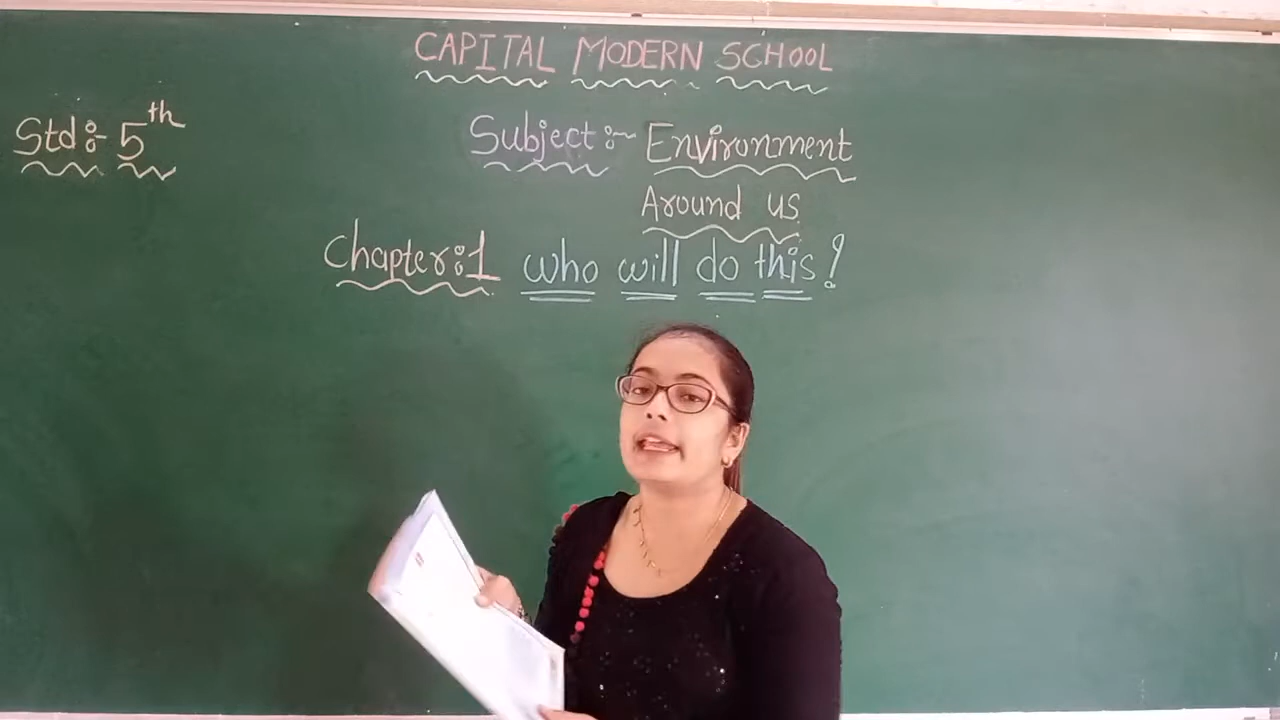 CAPITAL MODERN SCHOOL
Std:- 5th
Subject:- Environment
Around us
Chapter:1 who will do this!